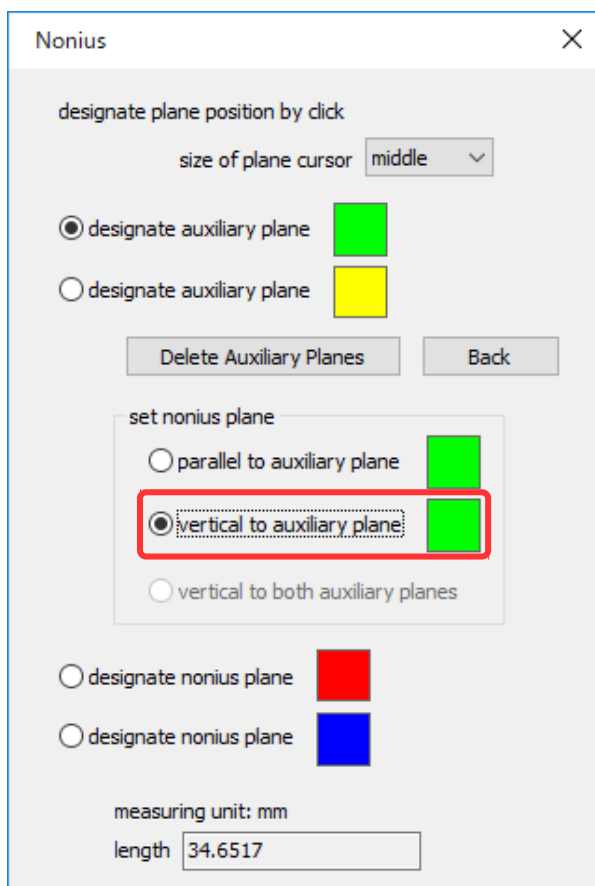 Nonius
designate plane position by click
size of plane cursor middle
designate auxiliary plane
designate auxiliary plane
Delete Auxiliary Planes Back
set nonius plane
parallel to auxiliary plane
vertical to auxiliary plane
vertical to both auxiliary planes
designate nonius plane
designate nonius plane
measuring unit: mm
length 34.6517